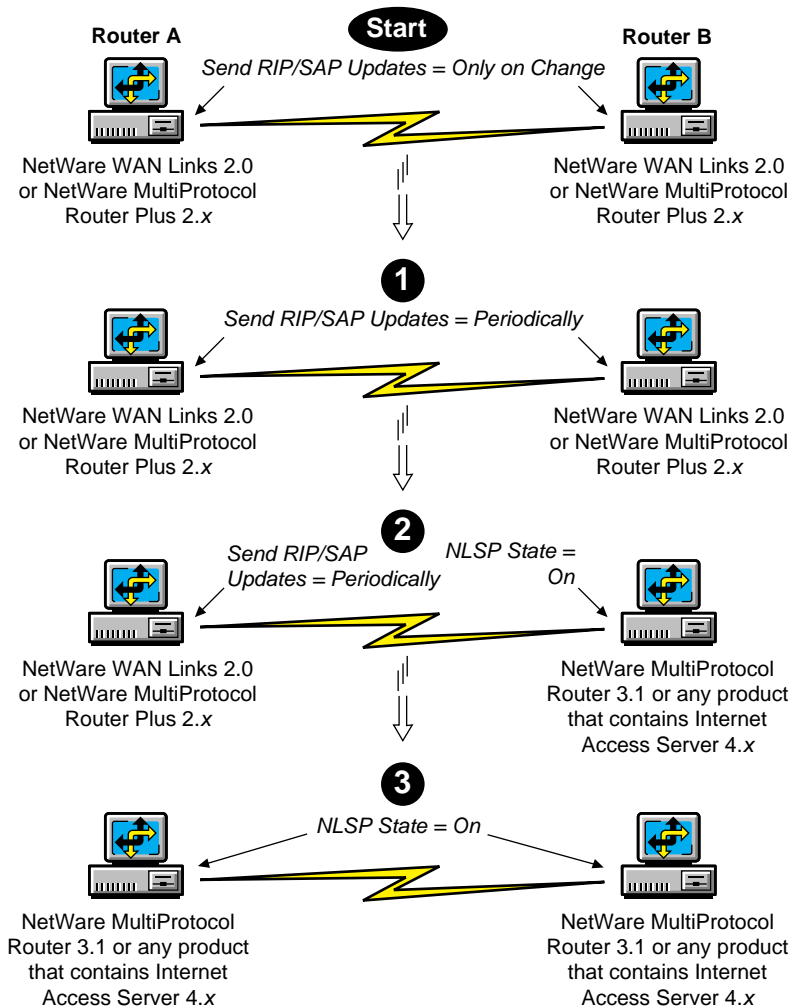 Start
Router A
Router B
Send RIP/SAP Updates = Only on Change
NetWare WAN Links 2.0
or NetWare MultiProtocol
Router Plus 2.x
NetWare WAN Links 2.0
or NetWare MultiProtocol
Router Plus 2.x
1
Send RIP/SAP Updates = Periodically
NetWare WAN Links 2.0
or NetWare MultiProtocol
Router Plus 2.x
NetWare WAN Links 2.0
or NetWare MultiProtocol
Router Plus 2.x
2
Send RIP/SAP
Updates = Periodically
NLSP State =
On
NetWare WAN Links 2.0
or NetWare MultiProtocol
Router Plus 2.x
NetWare MultiProtocol
Router 3.1 or any product
that contains Internet
Access Server 4.x
3
NLSP State = On
NetWare MultiProtocol
Router 3.1 or any product
that contains Internet
Access Server 4.x
NetWare MultiProtocol
Router 3.1 or any product
that contains Internet
Access Server 4.x